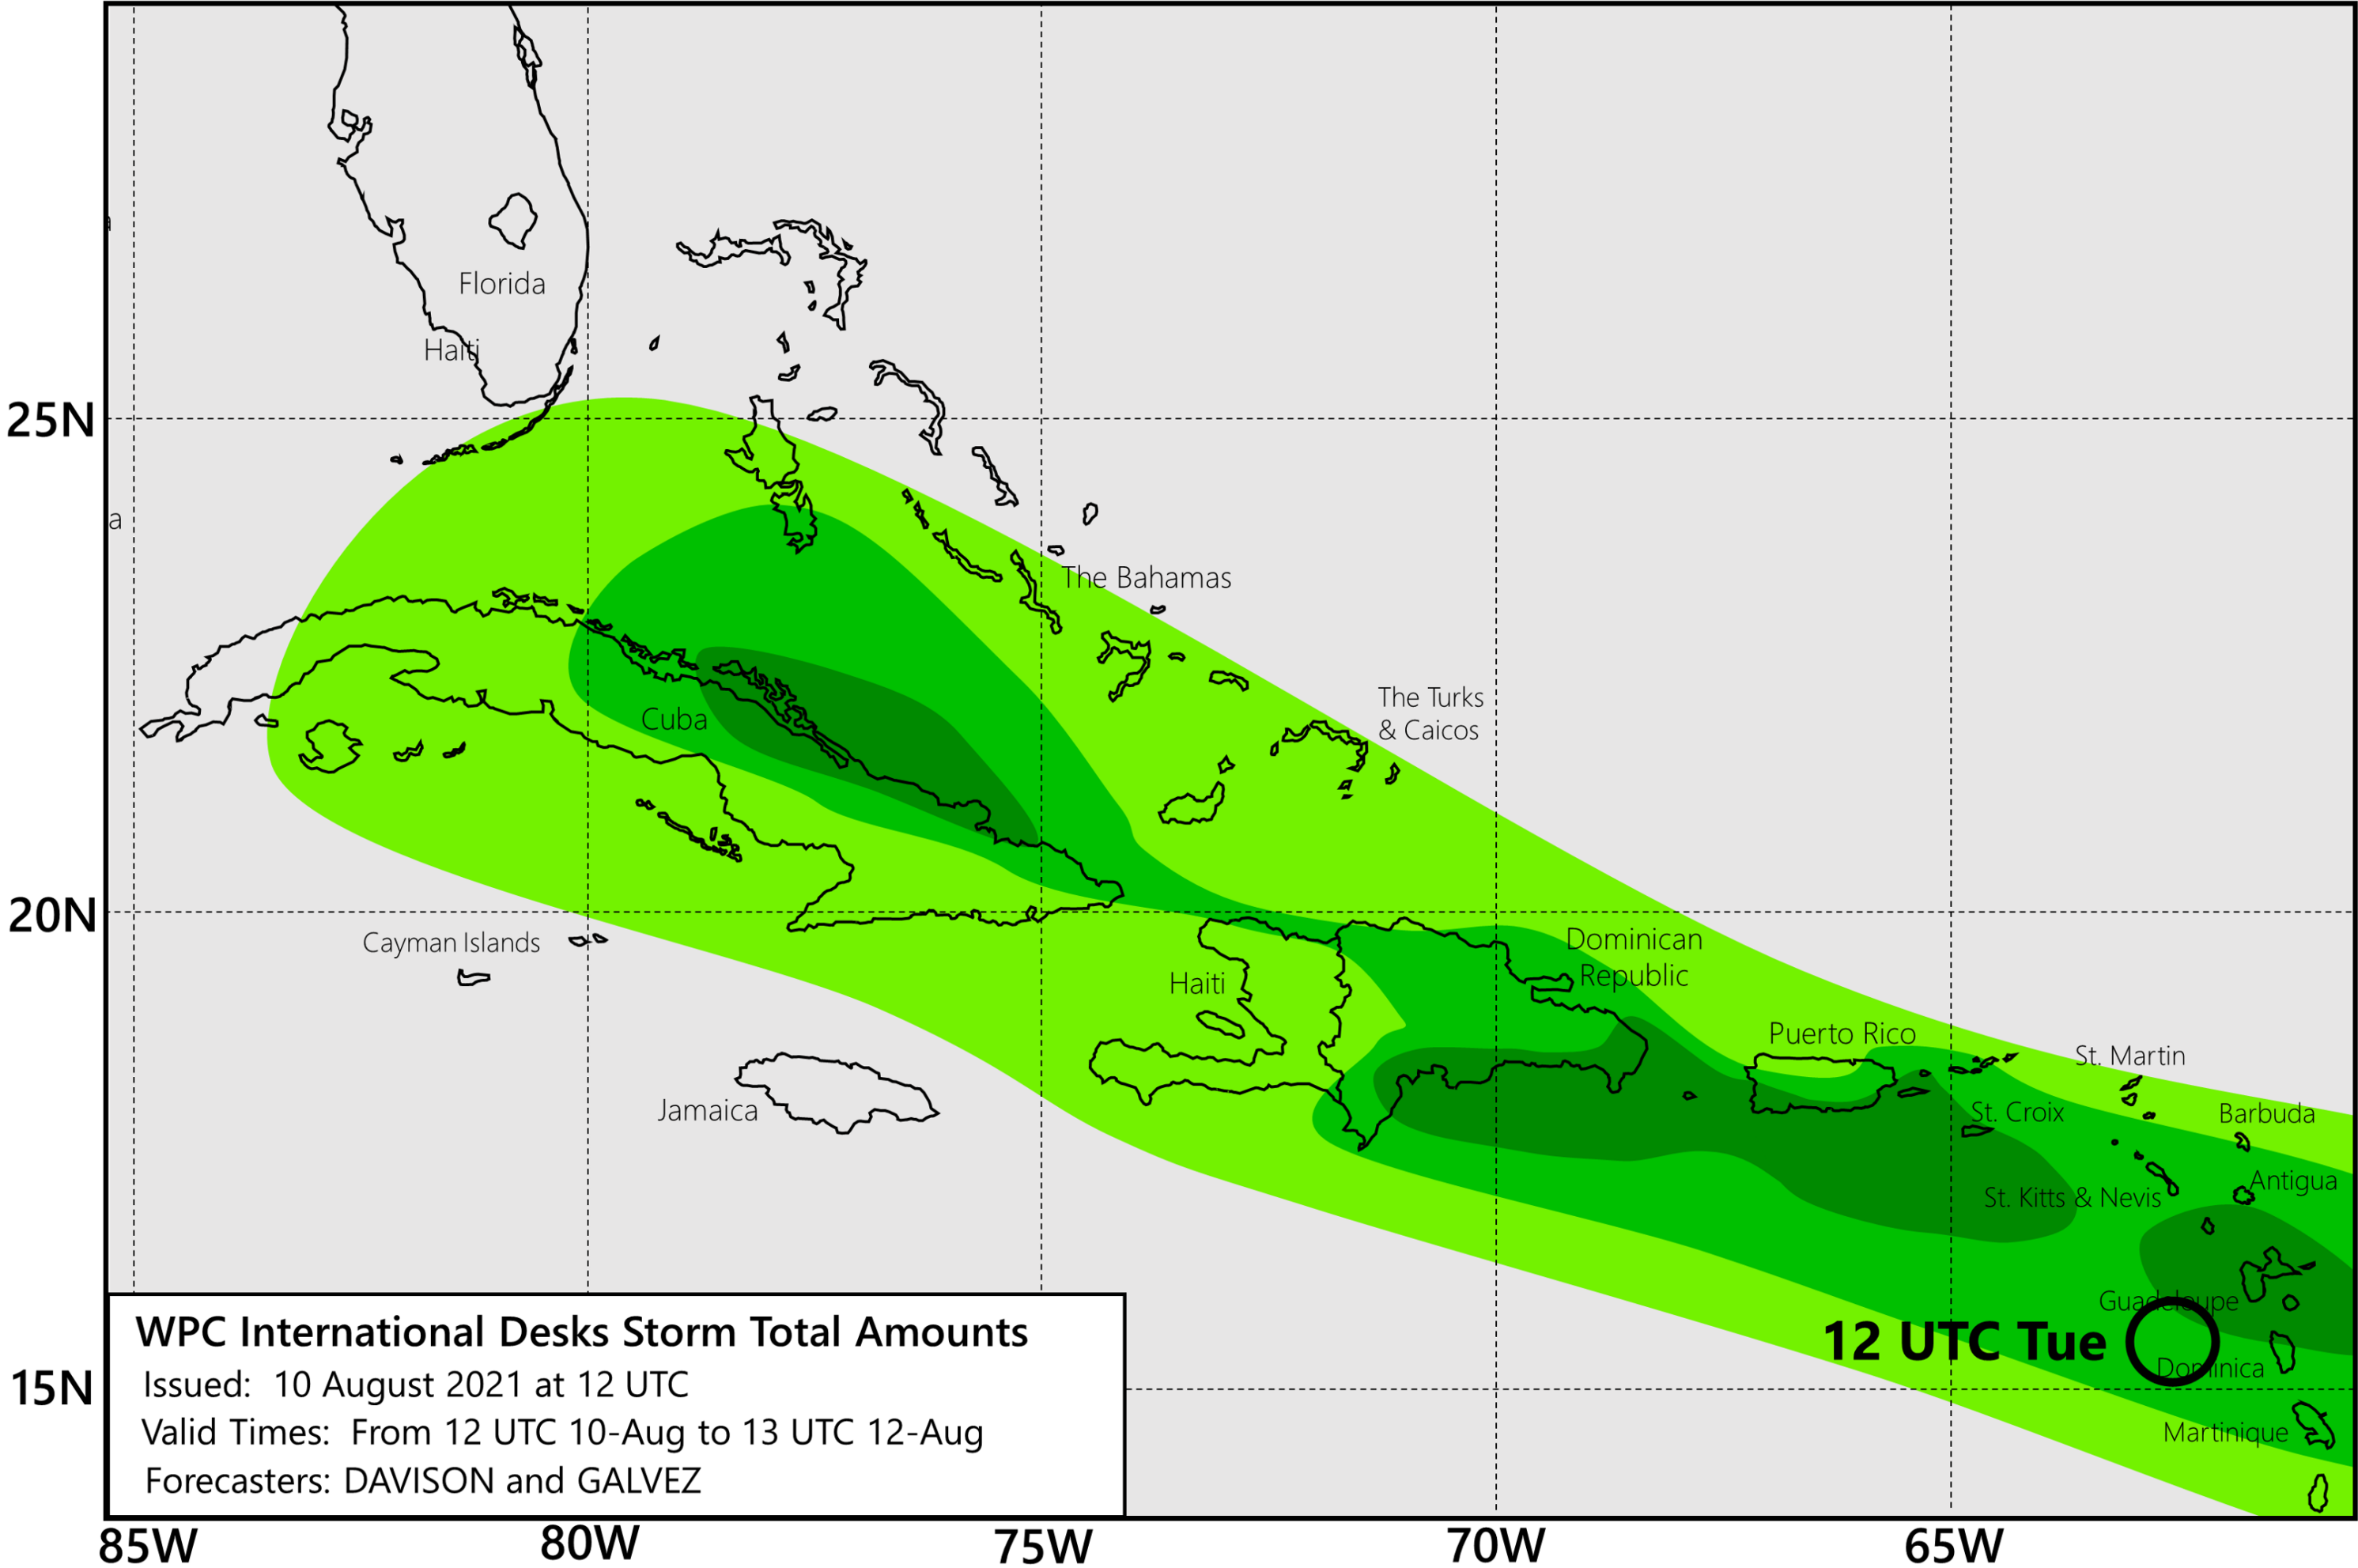 Florida
Haiti
25N
a
The Bahamas
The Turks
& Caicos
Cuba
20N
Cayman Islands
Dominican
Republic
Haiti
Puerto Rico
St. Martin
Jamaica
St. Croix
Barbuda
Antigua
St. Kitts & Nevis
Guadeloupe
12 UTC Tue
Dominica
15N
Martinique
WPC International Desks Storm Total Amounts
Issued: 10 August 2021 at 12 UTC
Valid Times: From 12 UTC 10-Aug to 13 UTC 12-Aug
Forecasters: DAVISON and GALVEZ
85W 80W 75W 70W 65W